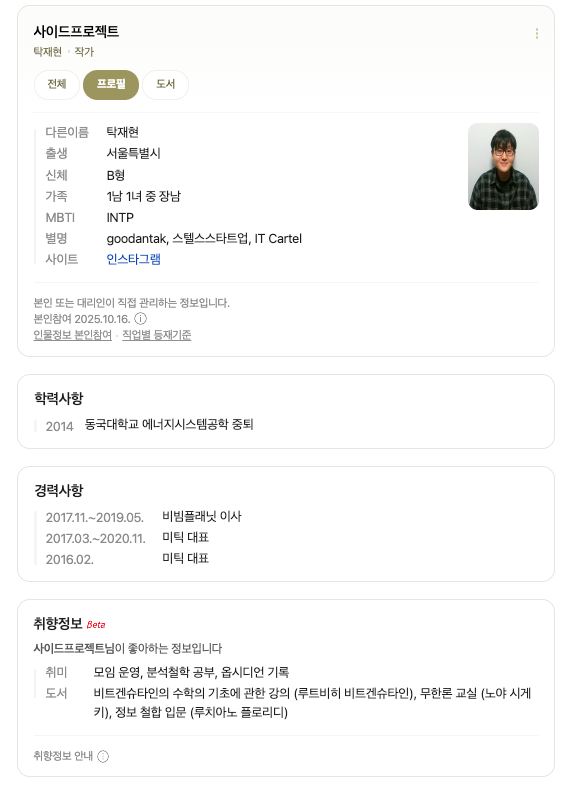 사이드프로젝트
탁재현 · 작가
전체 프로필 도서
다른이름 탁재현
출생 서울특별시
신체 B형
가족 1남 1녀 중 장남
MBTI INTP
별명 goodantak, 스텔스스타트업, IT Cartel
사이트 인스타그램
본인 또는 대리인이 직접 관리하는 정보입니다.
본인참여 2025.10.16.
인물정보 본인참여 · 직업별 등재기준
학력사항
2014 동국대학교 에너지시스템공학 중퇴
경력사항
2017.11.~2019.05. 비빔플래닛 이사
2017.03.~2020.11. 미틱 대표
2016.02. 미틱 대표
취향정보 Beta
사이드프로젝트님이 좋아하는 정보입니다
취미 모임 운영, 분석철학 공부, 옵시디언 기록
도서 비트겐슈타인의 수학의 기초에 관한 강의 (루트비히 비트겐슈타인), 무한론 교실 (노야 시게
키), 정보 철합 입문 (루치아노 플로리디)
취향정보 안내